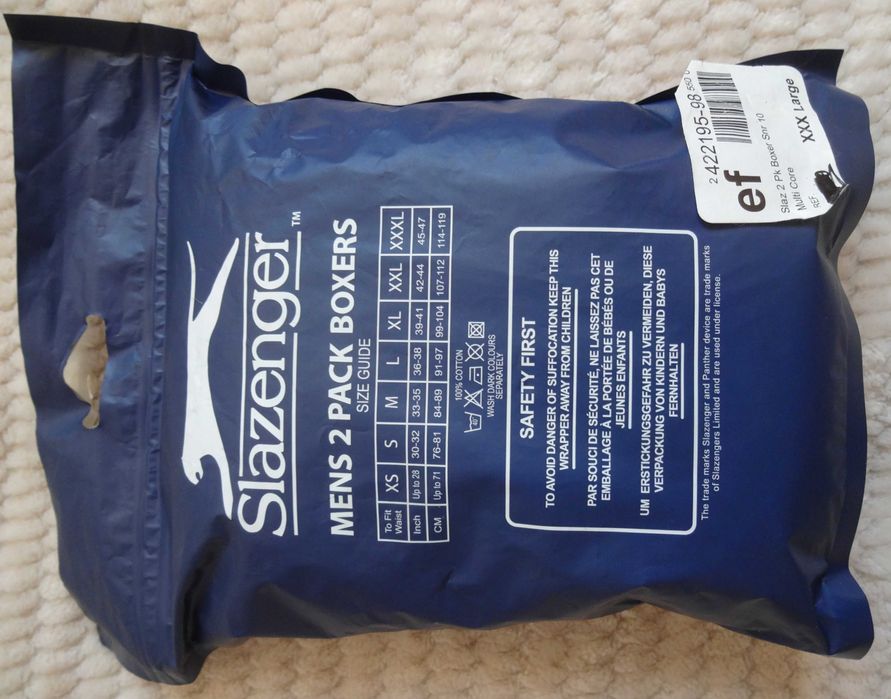 Slazenger™
MENS 2 PACK BOXERS
SIZE GUIDE
To Fit Waist XS S M L XL XXL XXXL
Inch Up to 28 30-32 33-35 36-38 39-41 42-44 45-47
CM Up to 71 76-81 84-89 91-97 99-104 107-112 114-119
100% COTTON
WASH DARK COLOURS
SEPARATELY
SAFETY FIRST
TO AVOID DANGER OF SUFFOCATION KEEP THIS
WRAPPER AWAY FROM CHILDREN
PAR SOUCI DE SÉCURITÉ, NE LAISSEZ PAS CET
EMBALLAGE À LA PORTÉE DE BÉBÉS OU DE
JEUNES ENFANTS
UM ERSTICKUNGSGEFAHR ZU VERMEIDEN, DIESE
VERPACKUNG VON KINDERN UND BABYS
FERNHALTEN
The trade marks Slazenger and Panther device are trade marks
of Slazengers Limited and are used under license.
2 422195-98 550 0
ef
Slaz 2 Pk Boxer Snr 10
Multi Core
REF
XXX Large